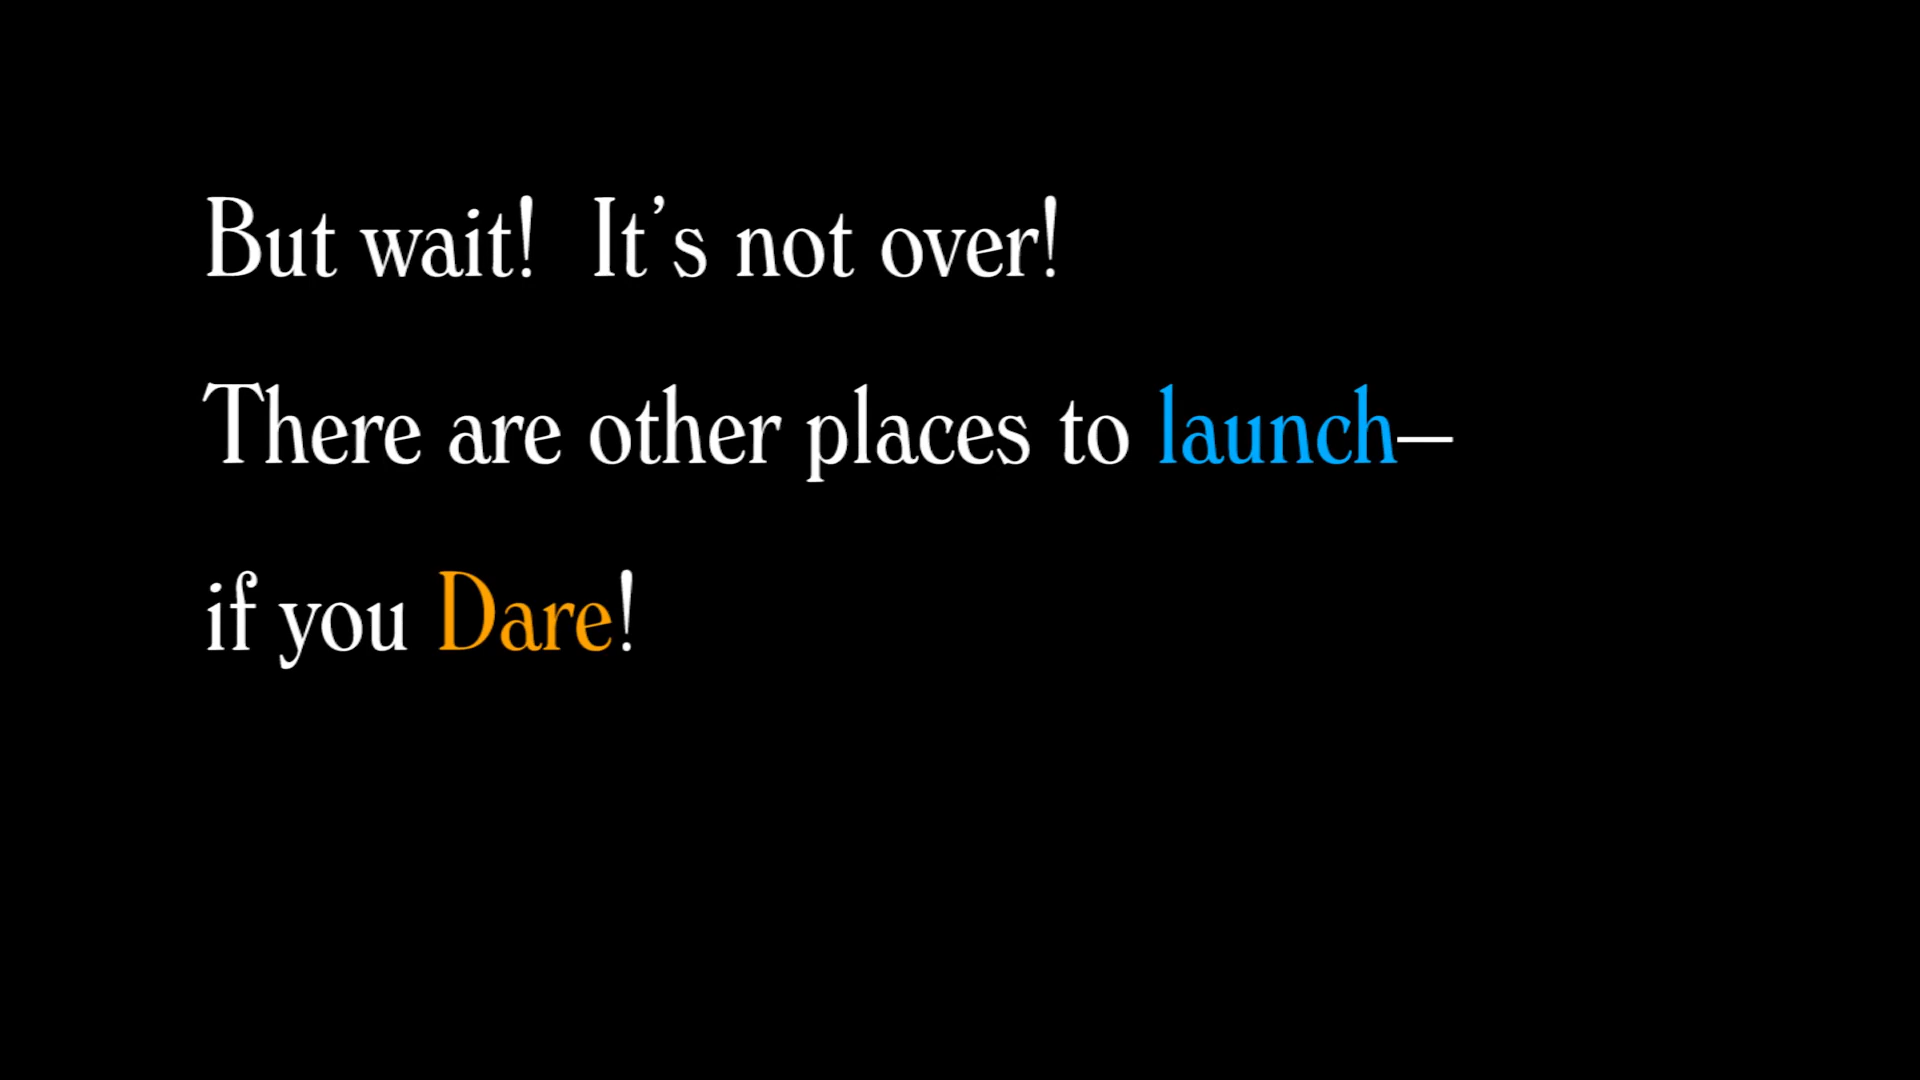 But wait!  It’s not over!
There are other places to launch—
if you Dare!